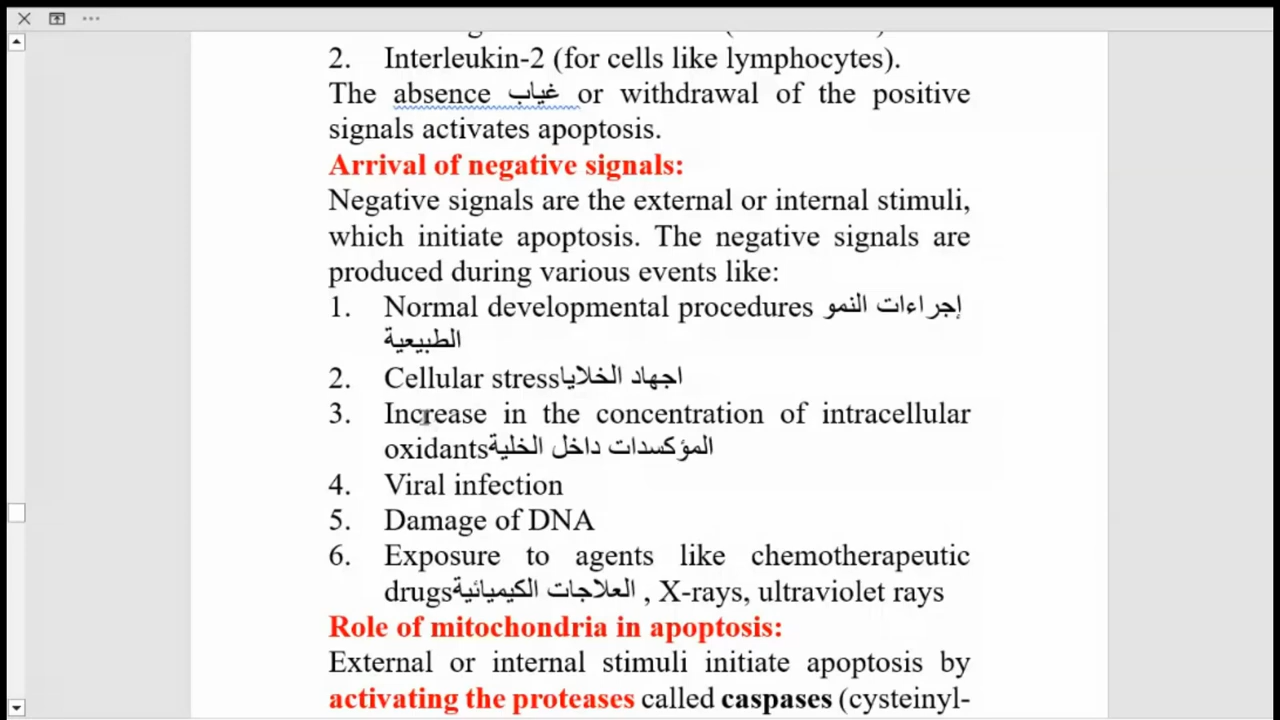 2. Interleukin-2 (for cells like lymphocytes).
The absence غياب or withdrawal of the positive
signals activates apoptosis.
Arrival of negative signals:
Negative signals are the external or internal stimuli,
which initiate apoptosis. The negative signals are
produced during various events like:
1. Normal developmental procedures إجراءات النمو
الطبيعية
2. Cellular stressاجهاد الخلايا
3. Increase in the concentration of intracellular
oxidantsالمؤكسدات داخل الخلية
4. Viral infection
5. Damage of DNA
6. Exposure to agents like chemotherapeutic
drugsالعلاجات الكيميائية , X-rays, ultraviolet rays
Role of mitochondria in apoptosis:
External or internal stimuli initiate apoptosis by
activating the proteases called caspases (cysteinyl-